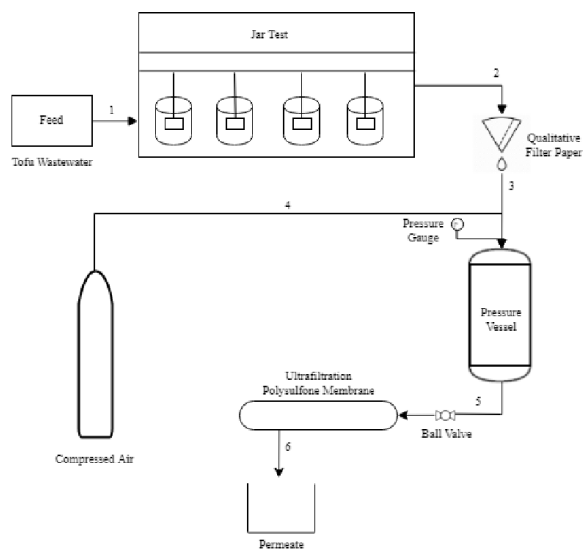 Jar Test
1
2
Feed
Tofu Wastewater
Qualitative
Filter Paper
3
4
Pressure
Gauge
Pressure
Vessel
Ultrafiltration
Polysulfone Membrane
5
Ball Valve
6
Compressed Air
Permeate